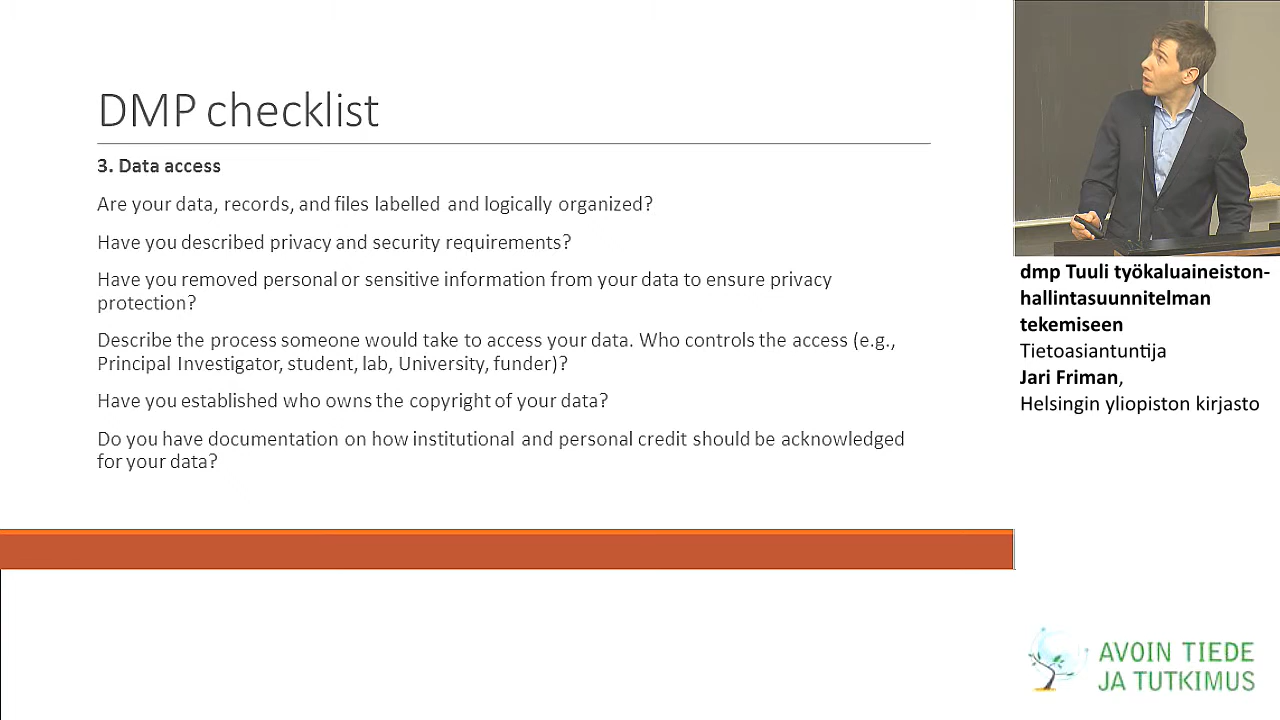 DMP checklist
3. Data access
Are your data, records, and files labelled and logically organized?
Have you described privacy and security requirements?
Have you removed personal or sensitive information from your data to ensure privacy
protection?
Describe the process someone would take to access your data. Who controls the access (e.g.,
Principal Investigator, student, lab, University, funder)?
Have you established who owns the copyright of your data?
Do you have documentation on how institutional and personal credit should be acknowledged
for your data?
dmp Tuuli työkaluaineiston-
hallintasuunnitelman
tekemiseen
Tietoasiantuntija
Jari Friman,
Helsingin yliopiston kirjasto
AVOIN TIEDE
JA TUTKIMUS